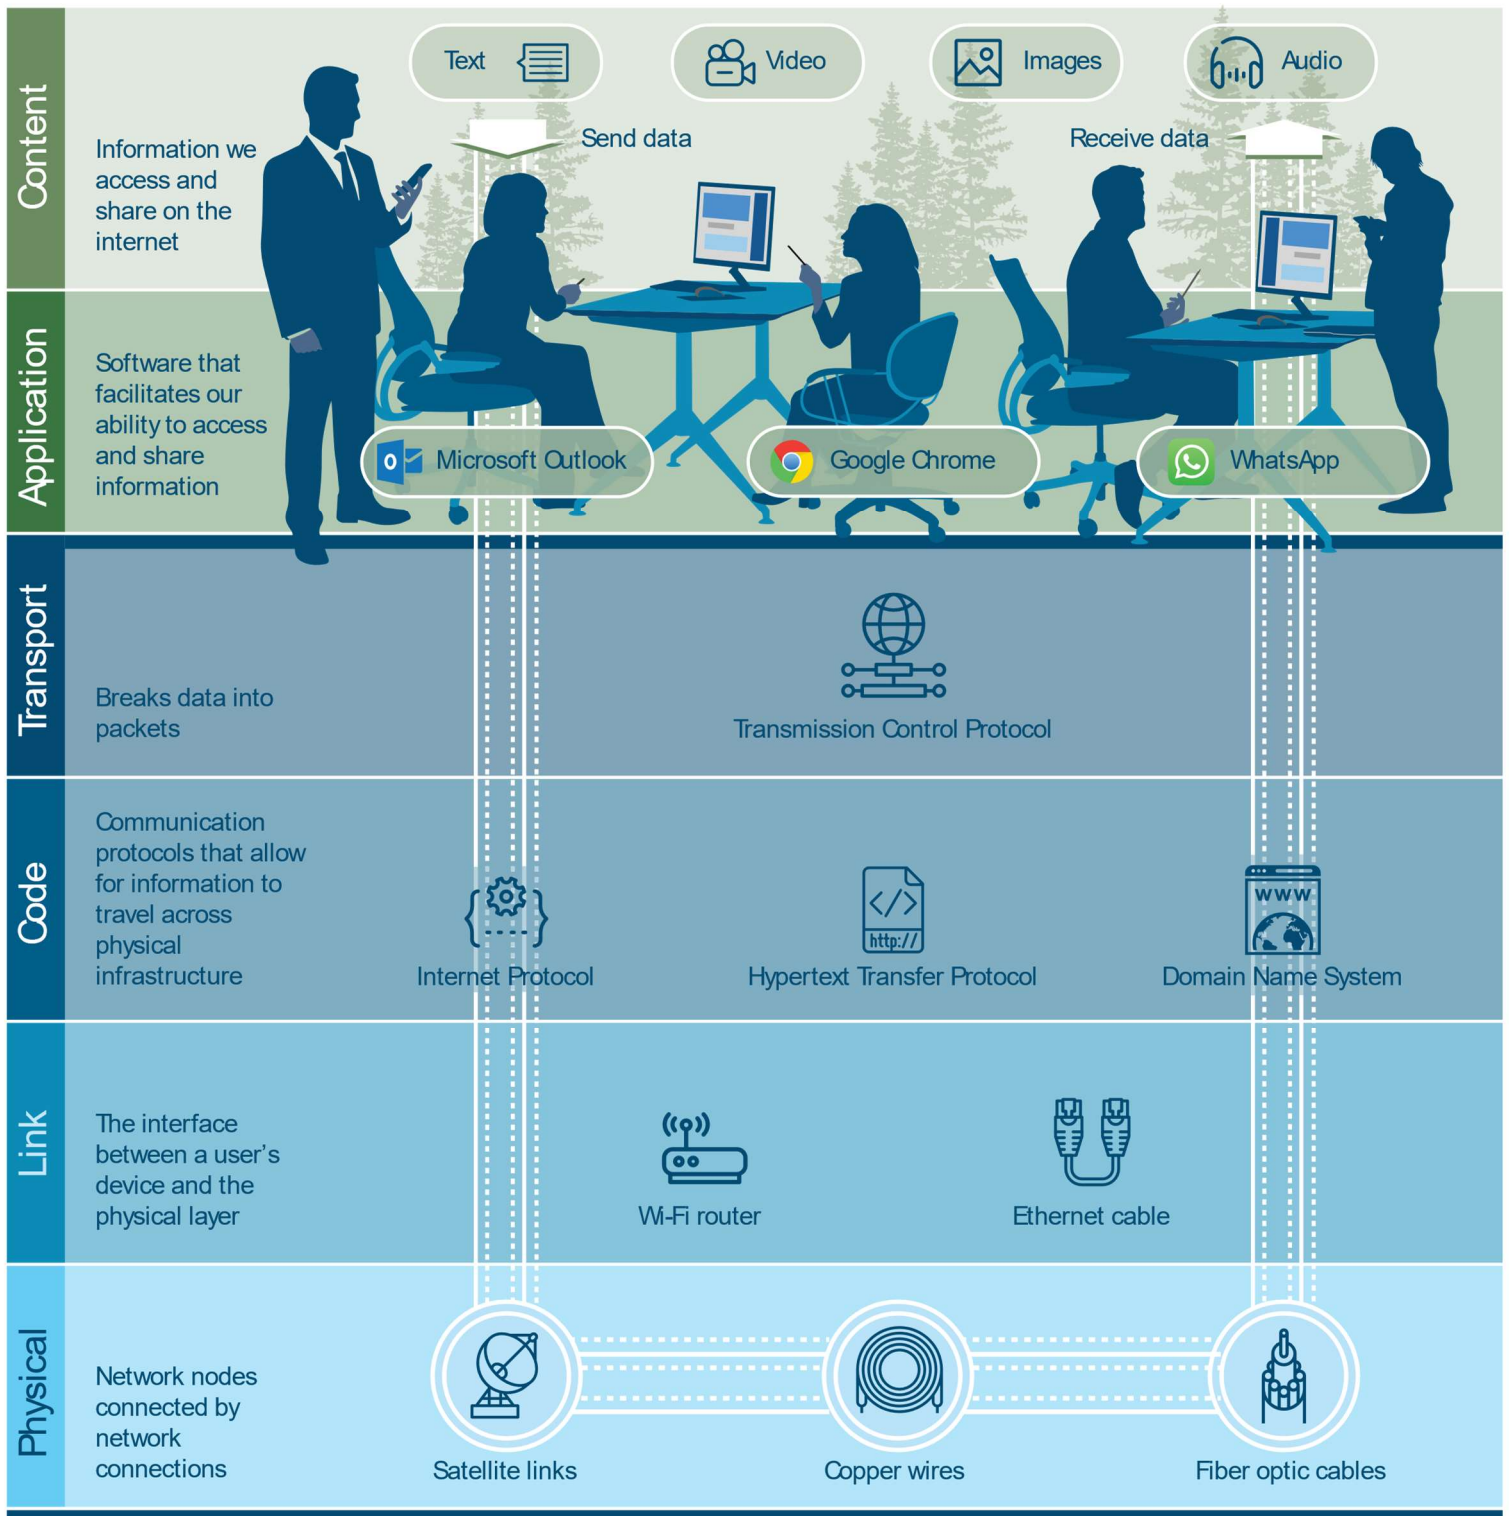 Content
Text
Video
Images
Audio
Send data
Receive data
Information we
access and
share on the
internet
Application
Software that
facilitates our
ability to access
and share
information
Microsoft Outlook
Google Chrome
WhatsApp
Transport
Breaks data into
packets
Transmission Control Protocol
Code
Communication
protocols that allow
for information to
travel across
physical
infrastructure
Internet Protocol
http://
Hypertext Transfer Protocol
WWW
Domain Name System
Link
The interface
between a user’s
device and the
physical layer
Wi-Fi router
Ethernet cable
Physical
Network nodes
connected by
network
connections
Satellite links
Copper wires
Fiber optic cables